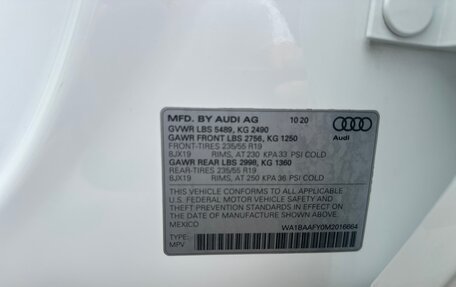 MFD. BY AUDI AG 10 20
GVWR LBS 5489, KG 2490
GAWR FRONT LBS 2756, KG 1250
FRONT-TIRES 235/55 R19
8JX19 RIMS, AT 230 KPA 33 PSI COLD
GAWR REAR LBS 2998, KG 1360
REAR-TIRES 235/55 R19
8JX19 RIMS, AT 250 KPA 36 PSI COLD
Audi
THIS VEHICLE CONFORMS TO ALL APPLICABLE
U.S. FEDERAL MOTOR VEHICLE SAFETY
AND THEFT PREVENTION STANDARDS IN EFFECT
ON THE DATE OF MANUFACTURE SHOWN ABOVE.
MEXICO
TYPE: WA1BAAFY0M2016664
MPV